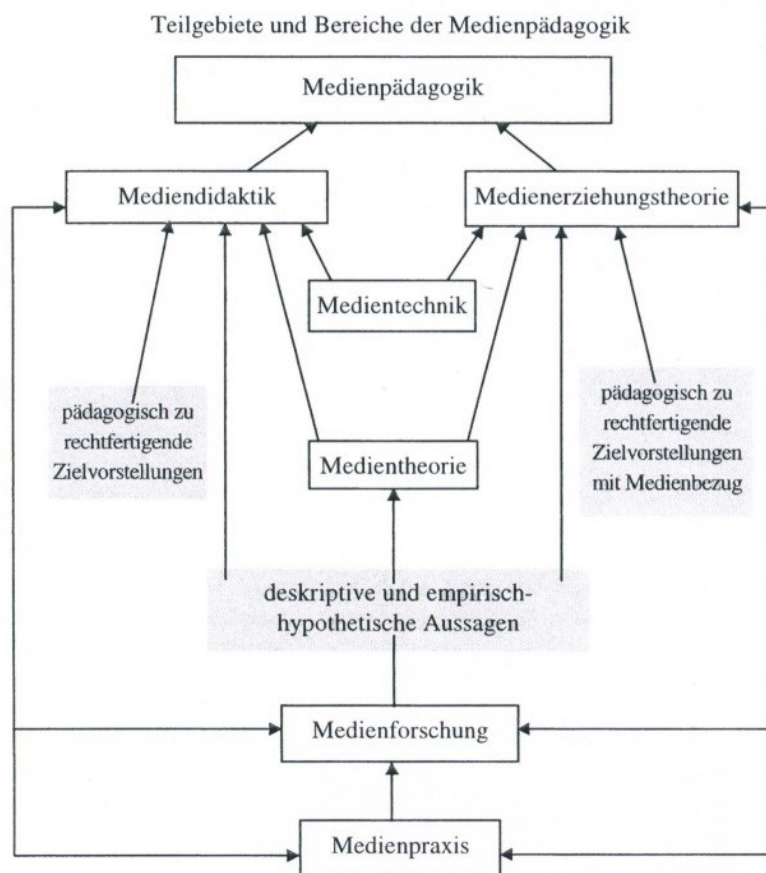 Teilgebiete und Bereiche der Medienpädagogik
Medienpädagogik
Mediendidaktik
Medienerziehungstheorie
Medientechnik
pädagogisch zu
rechtfertigende
Zielvorstellungen
Medientheorie
pädagogisch zu
rechtfertigende
Zielvorstellungen
mit Medienbezug
deskriptive und empirisch-
hypothetische Aussagen
Medienforschung
Medienpraxis